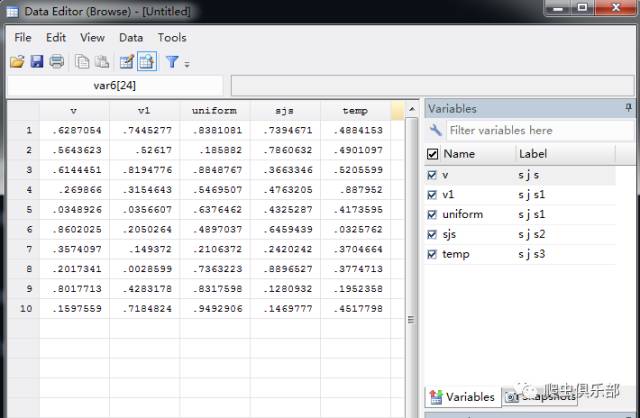 Data Editor (Browse) - [Untitled]
File Edit View Data Tools
var6[24]
v v1 uniform sjs temp
1 .6287054 .7445277 .8381081 .7394671 .4884153
2 .5643623 .52617 .185882 .7860632 .4901097
3 .6144451 .8194776 .8848767 .3663346 .5205599
4 .269866 .3154643 .5469507 .4763205 .887952
5 .0348926 .0356607 .6376462 .4325287 .4173595
6 .8602025 .2050264 .4897037 .6459439 .0325762
7 .3574097 .149372 .2106372 .2420242 .3704664
8 .2017341 .0028599 .7363223 .8896527 .3774713
9 .8017713 .4283178 .8317598 .1280932 .1952358
10 .1597559 .7184824 .9492906 .1469777 .4517798
Variables
Filter variables here
Name Label
v s j s
v1 s j s1
uniform s j s1
sjs s j s2
temp s j s3
爬虫俱乐部
Variables Snapshots